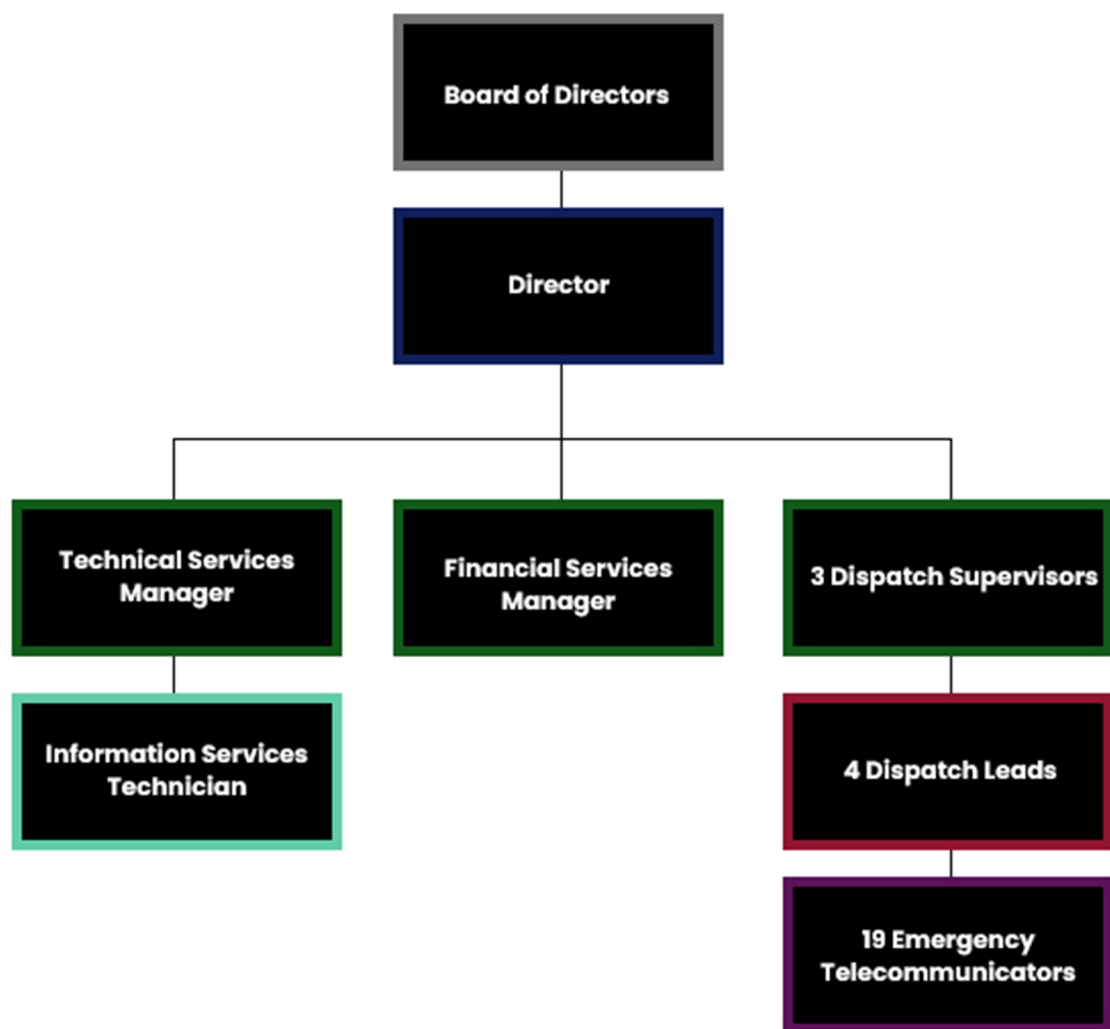 Board of Directors
Director
Technical Services
Manager
Financial Services
Manager
3 Dispatch Supervisors
Information Services
Technician
4 Dispatch Leads
19 Emergency
Telecommunicators